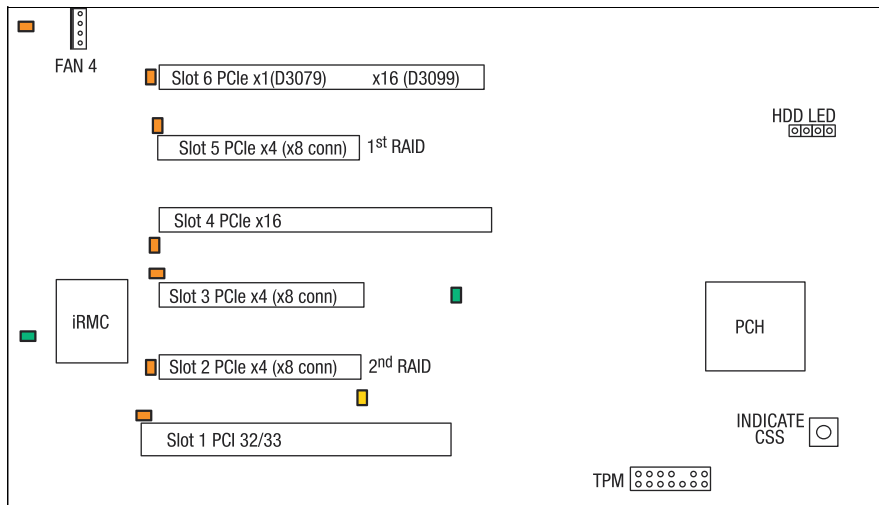 FAN 4
Slot 6 PCIe x1(D3079) x16 (D3099)
HDD LED
Slot 5 PCIe x4 (x8 conn) 1st RAID
Slot 4 PCIe x16
Slot 3 PCIe x4 (x8 conn)
iRMC
PCH
Slot 2 PCIe x4 (x8 conn) 2nd RAID
INDICATE
CSS
Slot 1 PCI 32/33
TPM